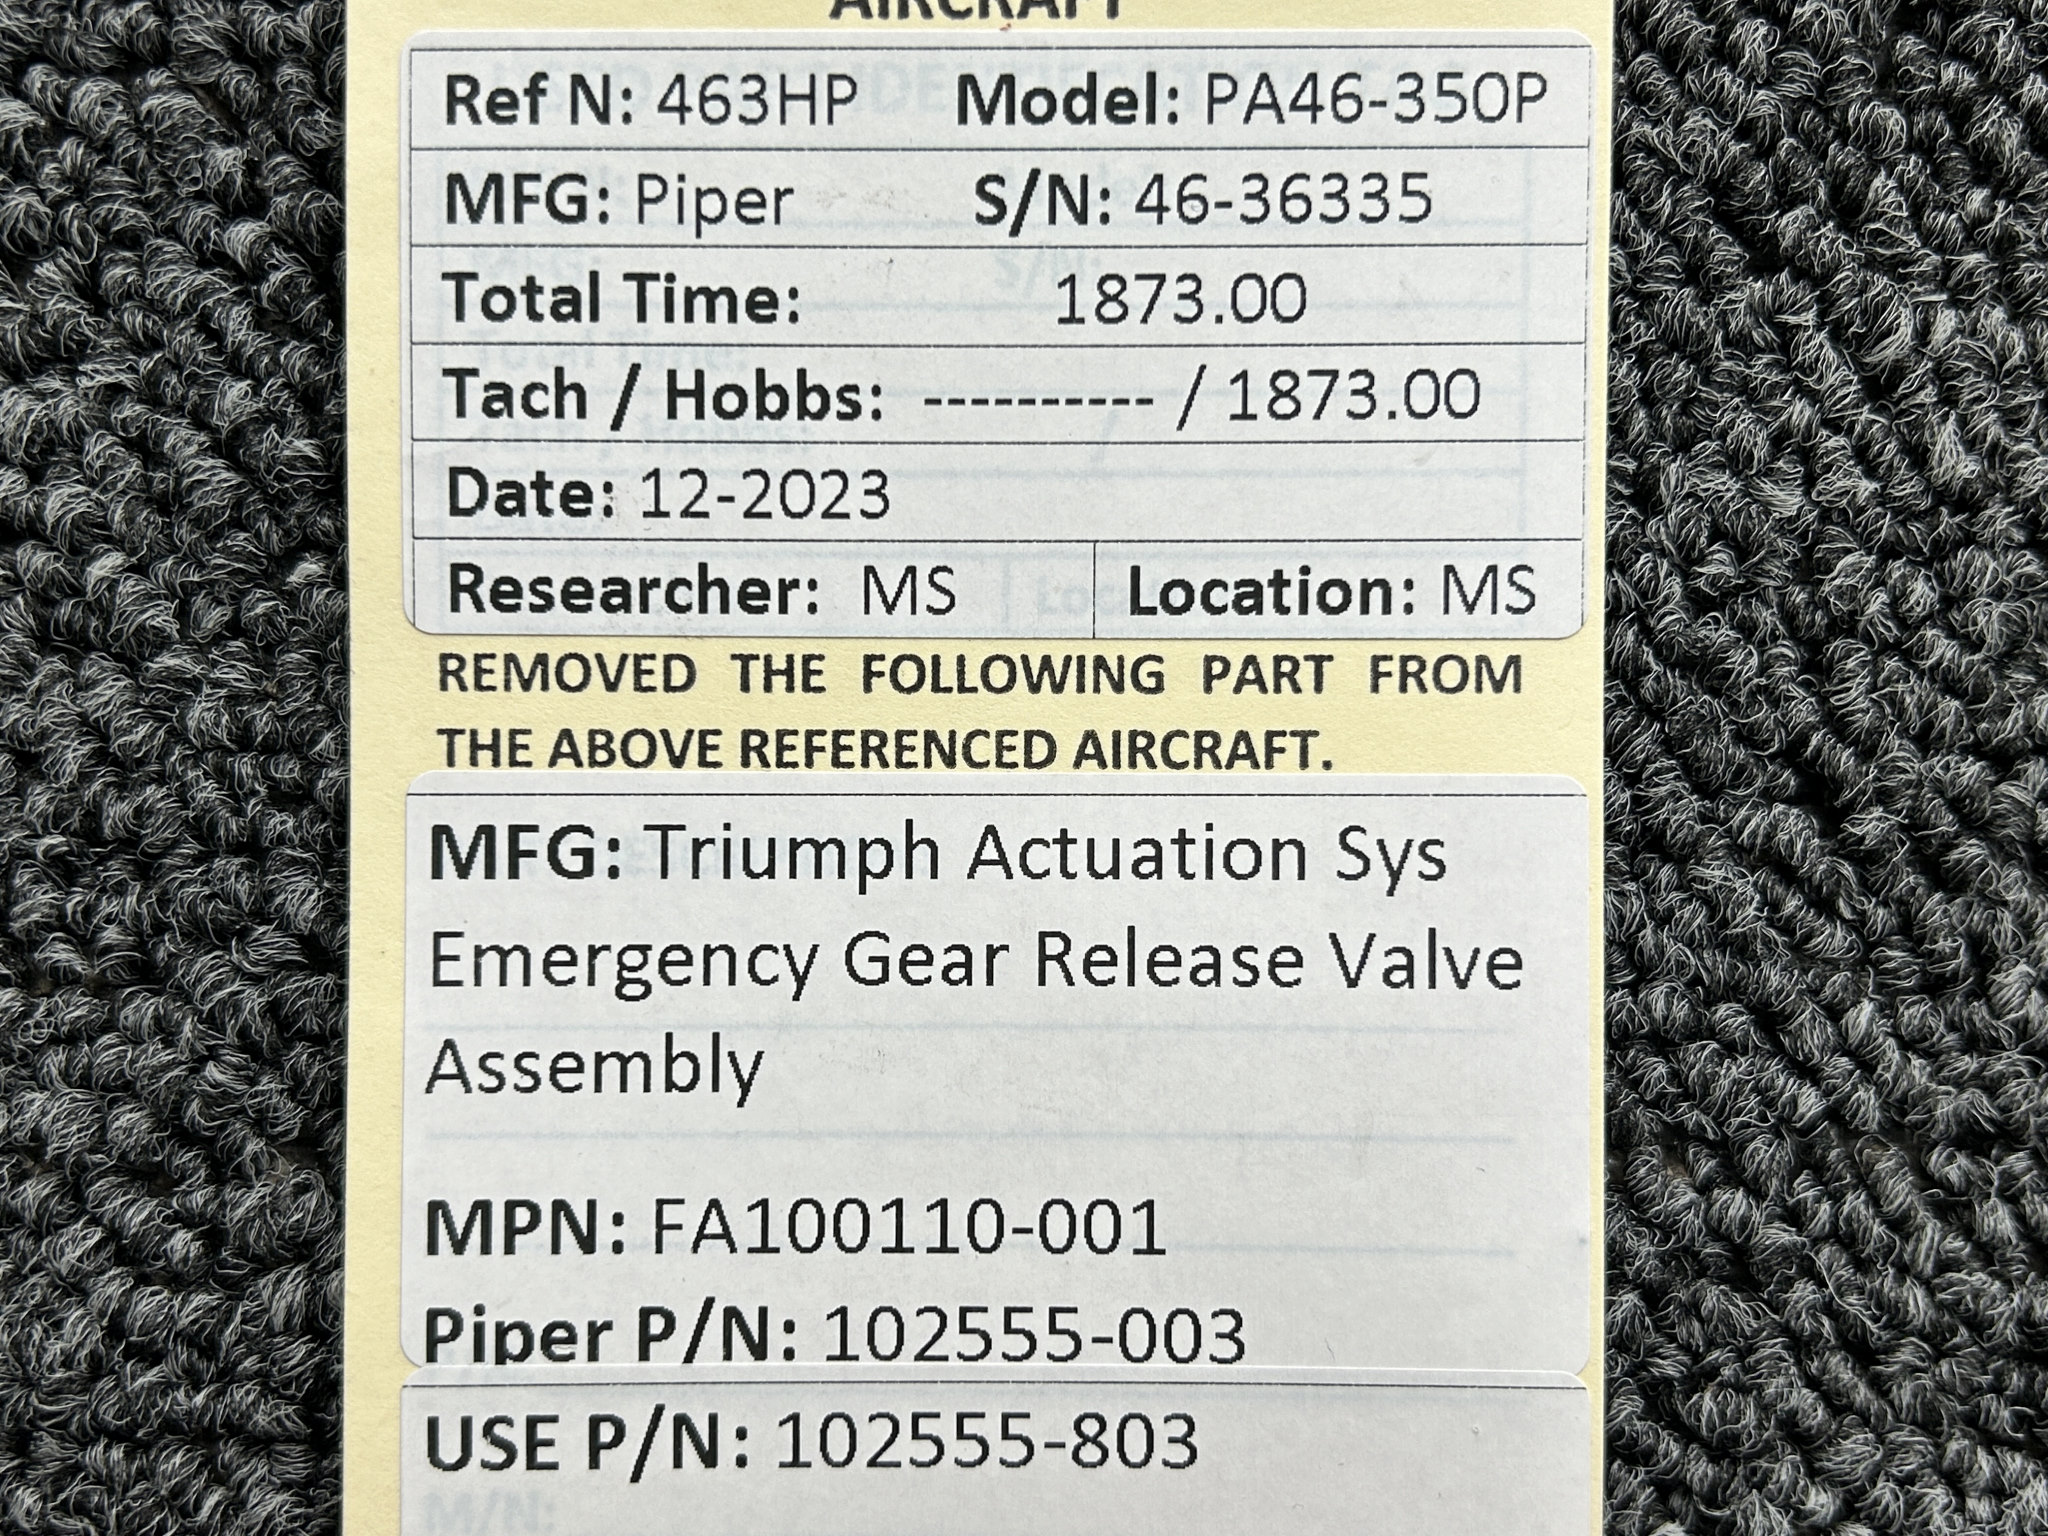 AIRCRAFT
Ref N: 463HP Model: PA46-350P
MFG: Piper S/N: 46-36335
Total Time: 1873.00
Tach / Hobbs: ---------- / 1873.00
Date: 12-2023
Researcher: MS Location: MS
REMOVED THE FOLLOWING PART FROM
THE ABOVE REFERENCED AIRCRAFT.
MFG: Triumph Actuation Sys
Emergency Gear Release Valve
Assembly
MPN: FA100110-001
Piper P/N: 102555-003
USE P/N: 102555-803
M/N: